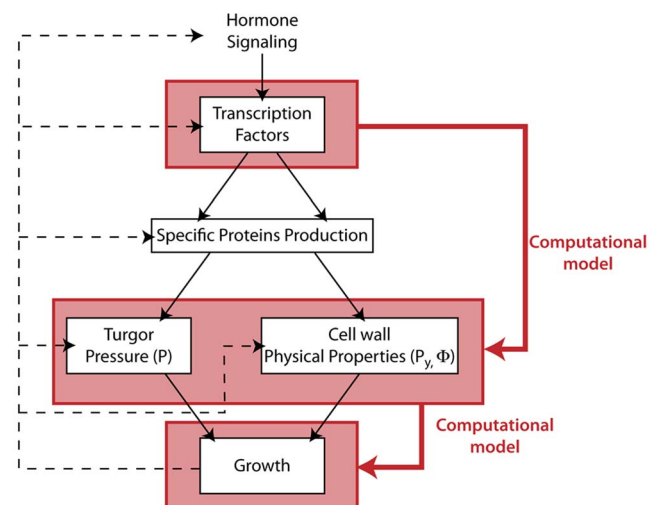 Hormone
Signaling
Transcription
Factors
Specific Proteins Production
Computational
model
Turgor
Pressure (P)
Cell wall
Physical Properties (Py, Φ)
Computational
model
Growth